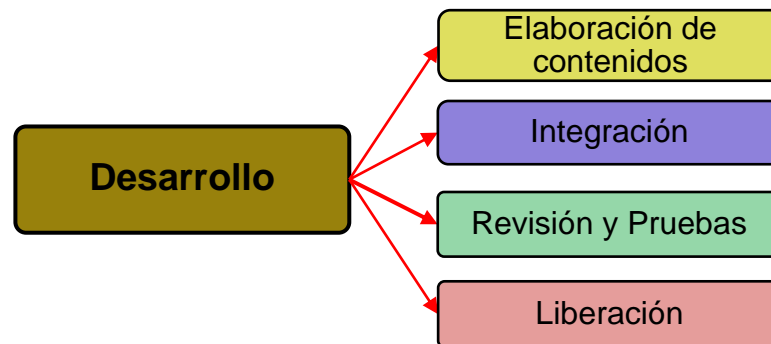 Desarrollo
Elaboración de
contenidos
Integración
Revisión y Pruebas
Liberación